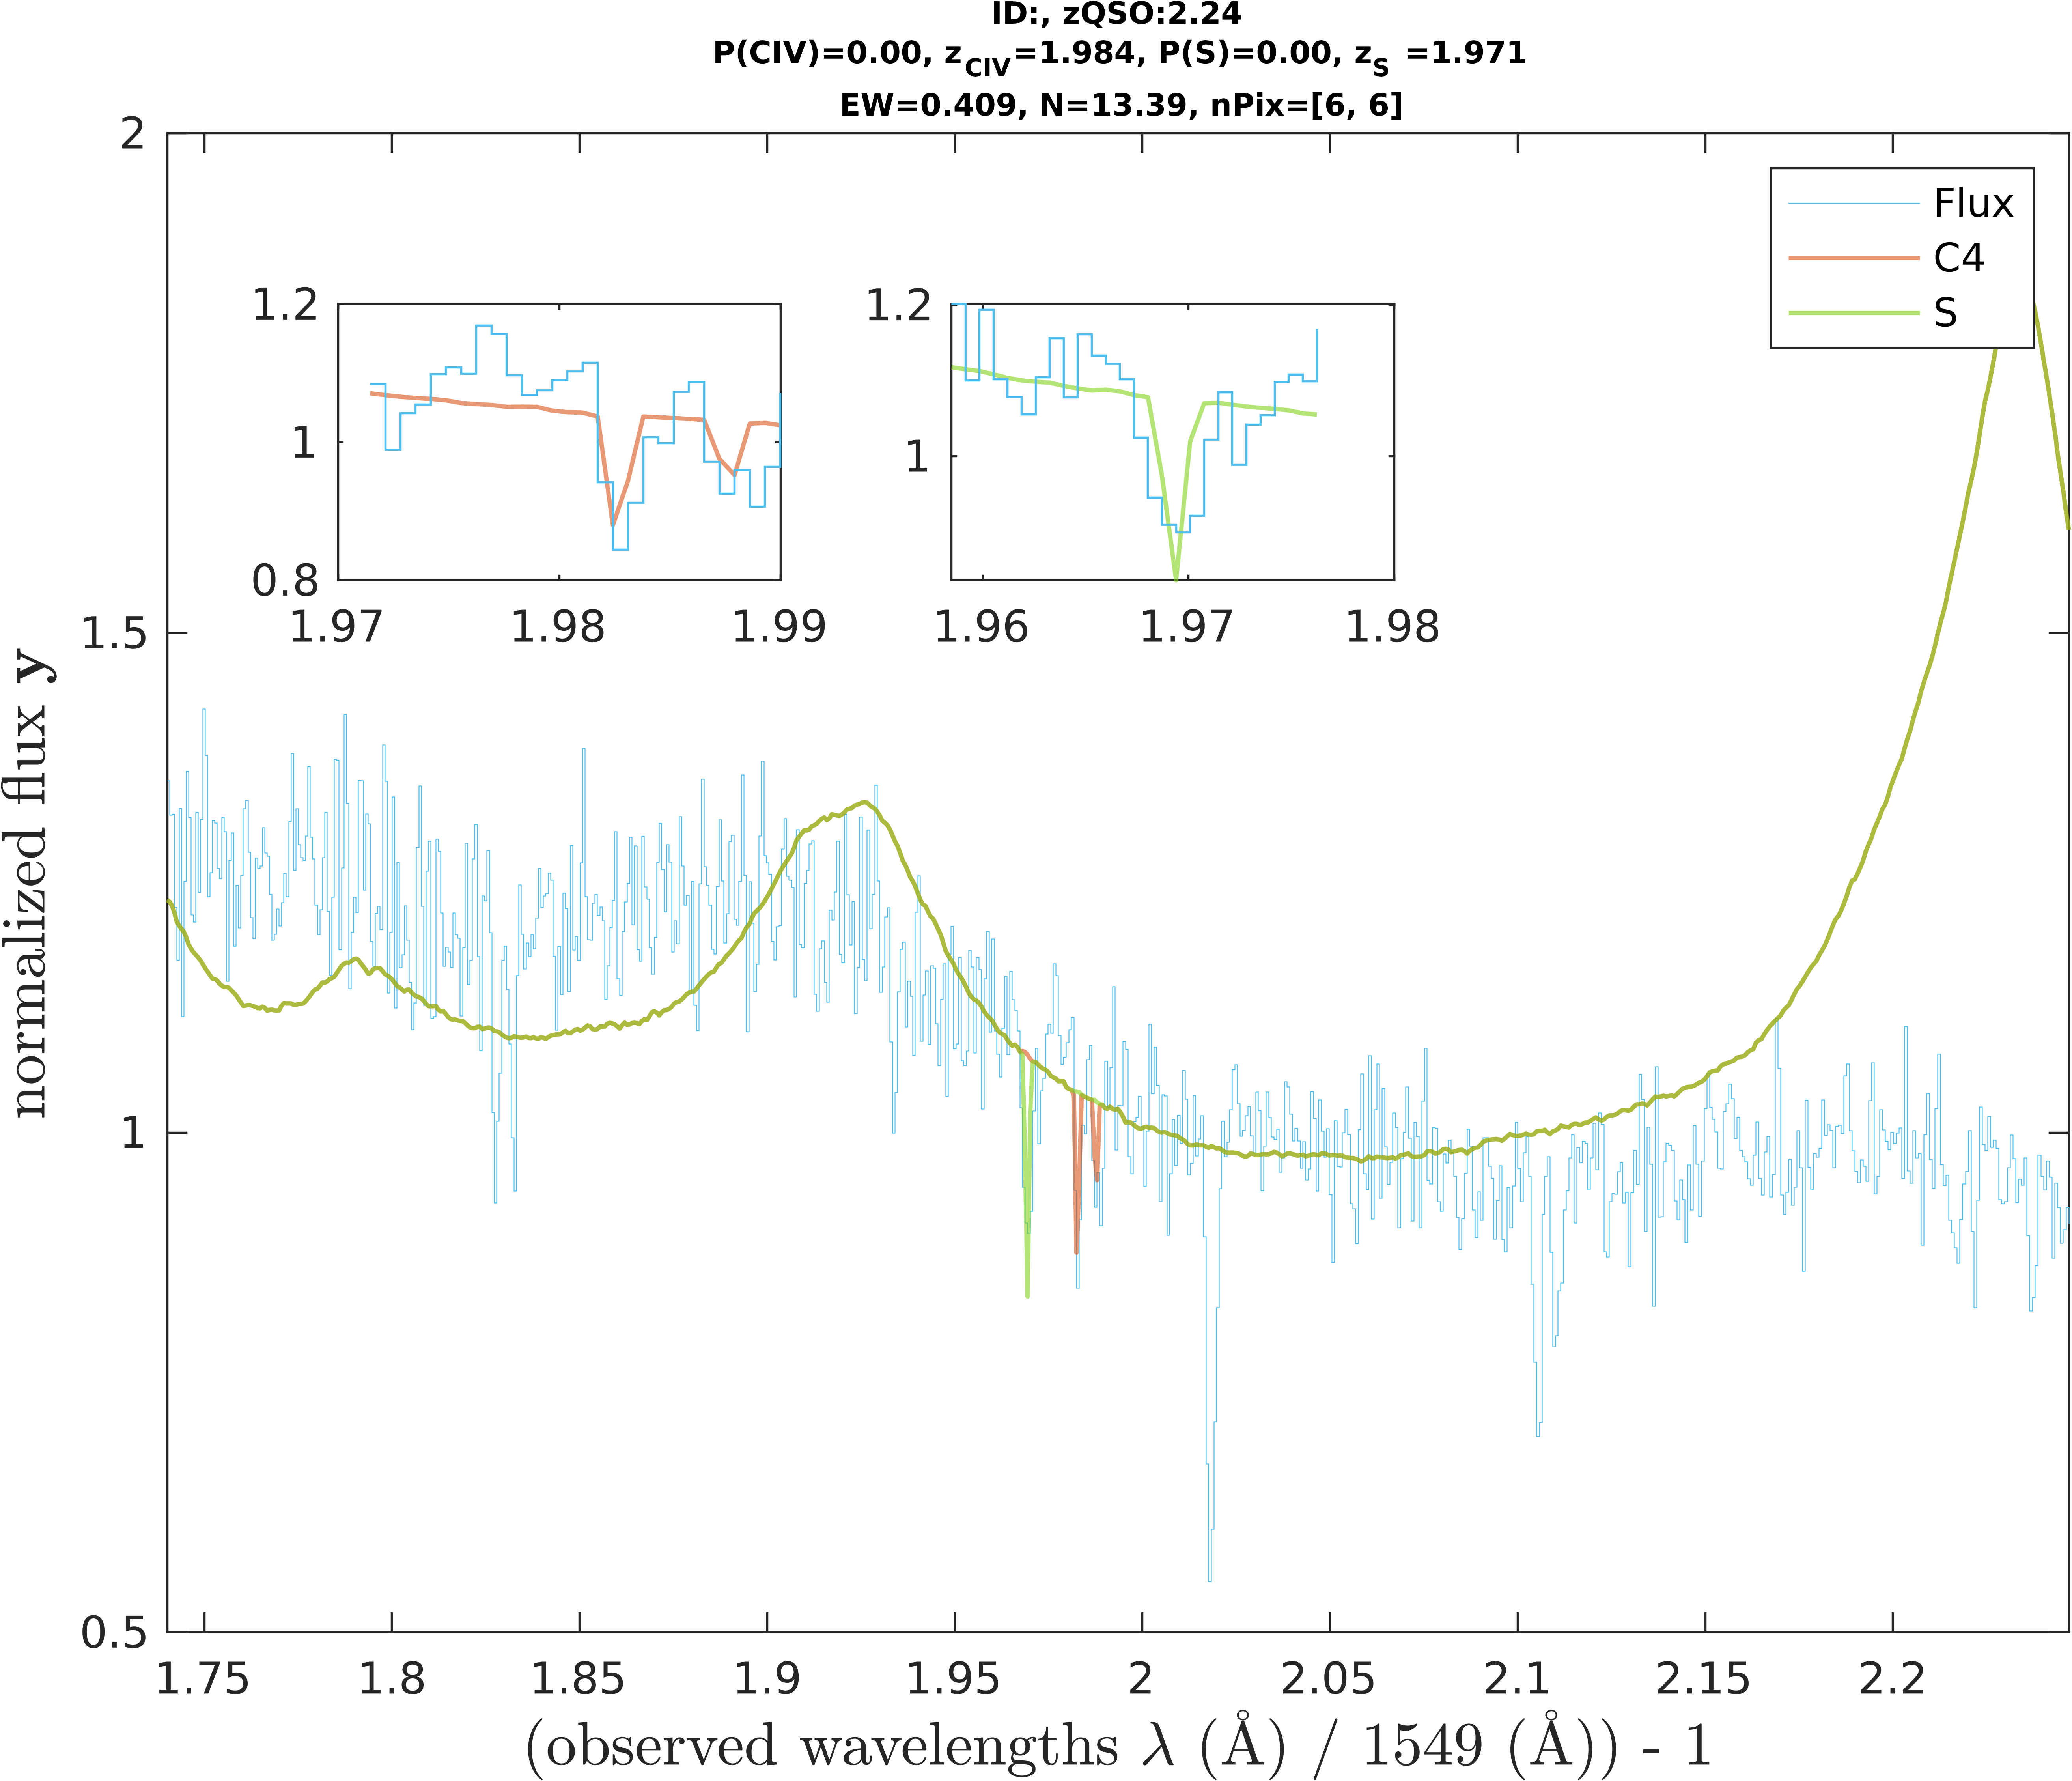 ID:, zQSO:2.24
P(CIV)=0.00, zCIV=1.984, P(S)=0.00, zS =1.971
EW=0.409, N=13.39, nPix=[6, 6]
2
1.5
1
0.5
normalized flux y
Flux
C4
S
1.2
1
0.8
1.97 1.98 1.99
1.2
1
1.96 1.97 1.98
1.75 1.8 1.85 1.9 1.95 2 2.05 2.1 2.15 2.2
(observed wavelengths λ (Å) / 1549 (Å)) - 1